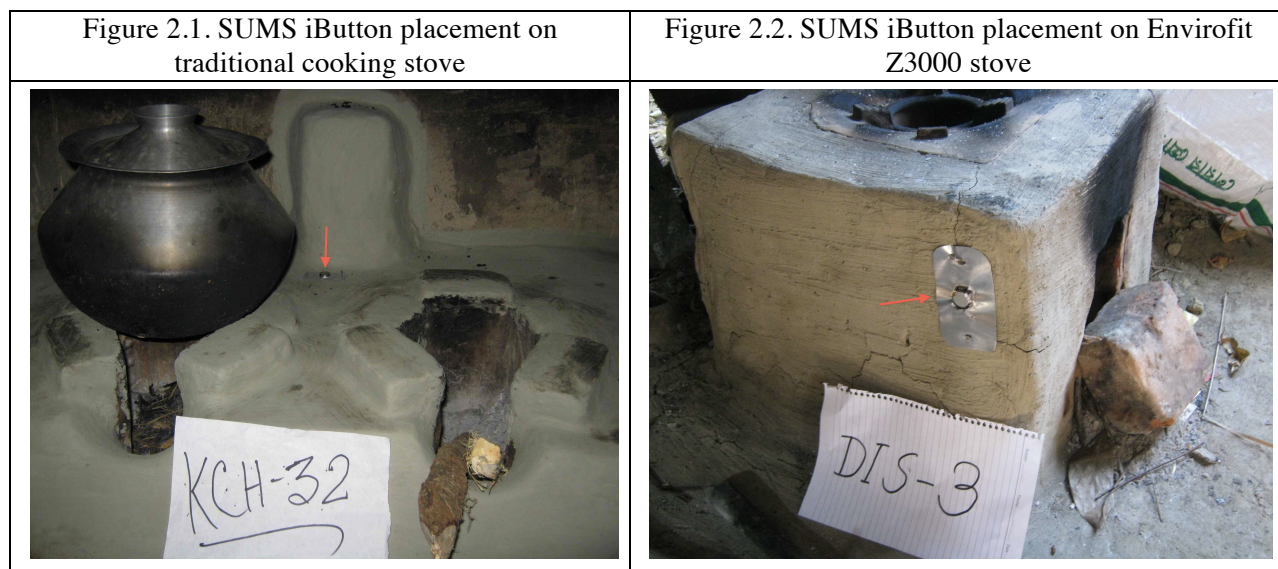 Figure 2.1. SUMS iButton placement on
traditional cooking stove
Figure 2.2. SUMS iButton placement on Envirofit
Z3000 stove
KCH-32
DIS-3